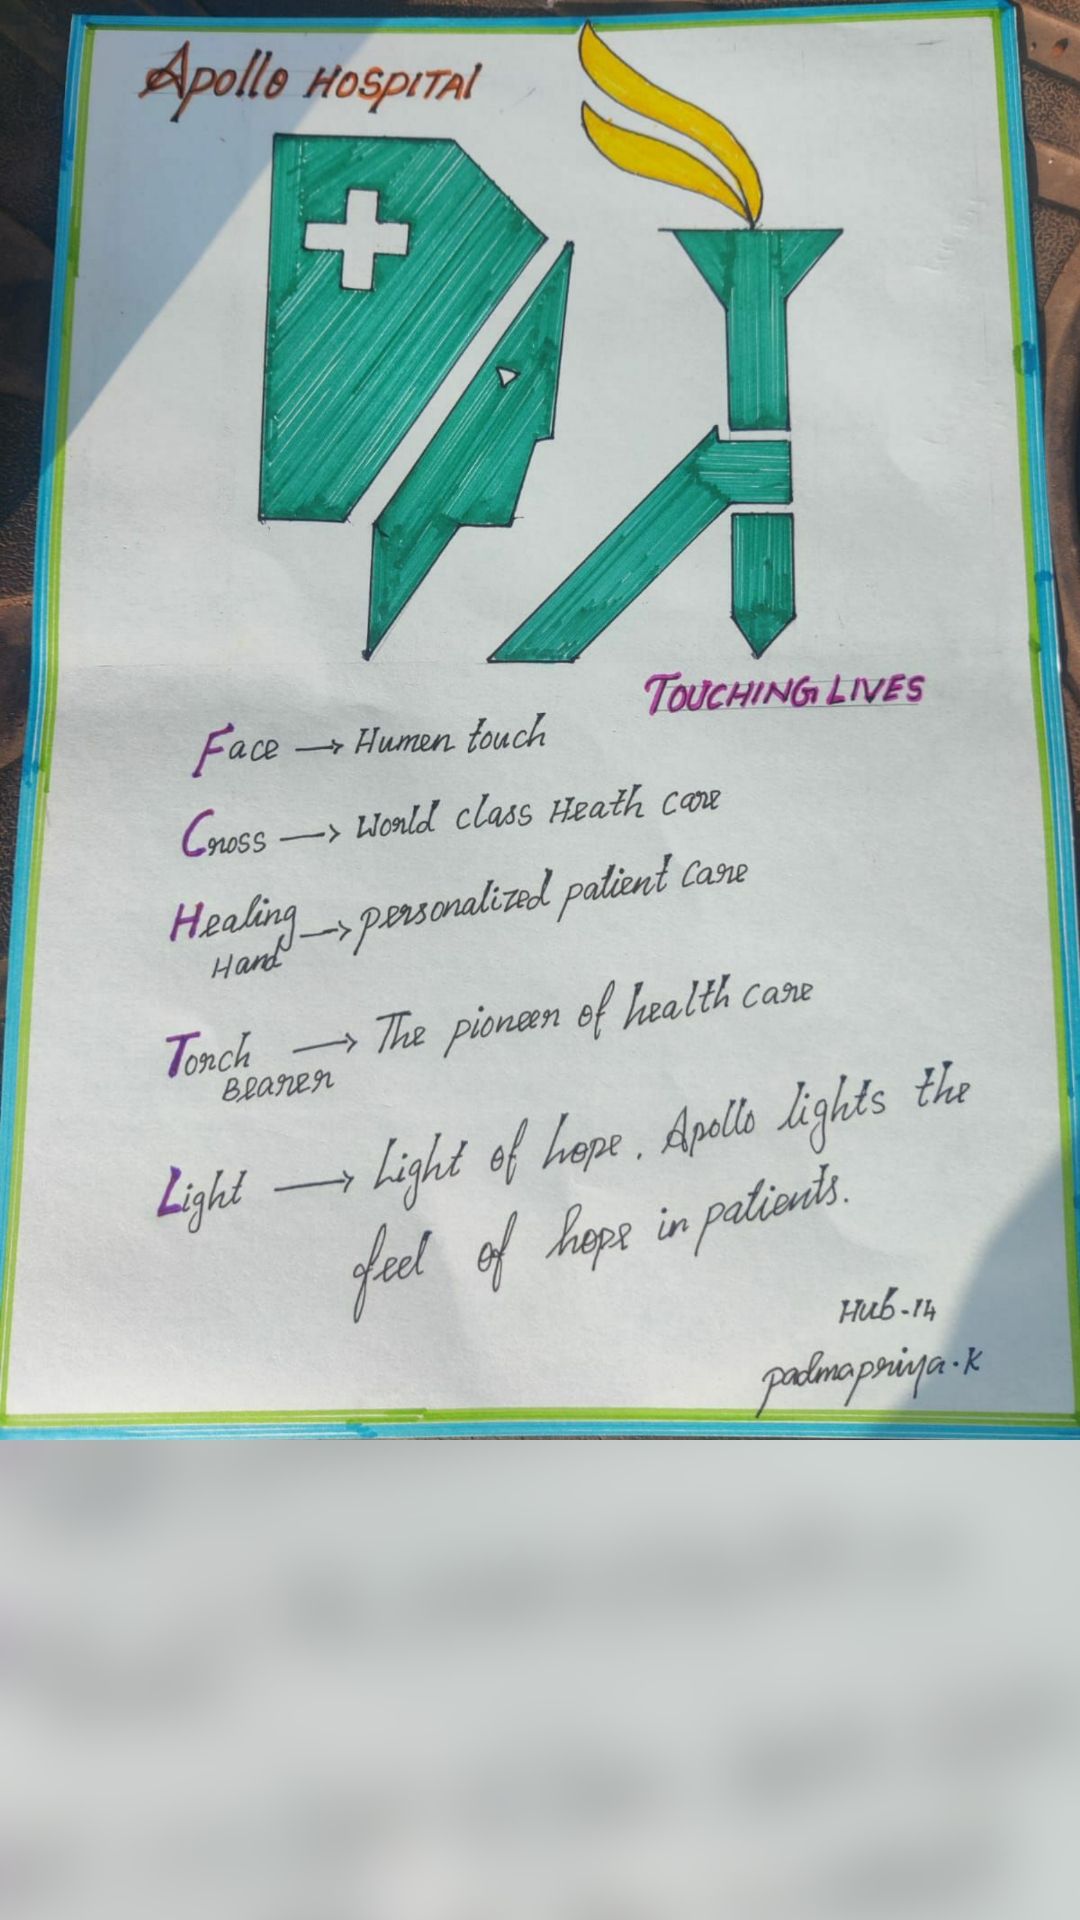 Apollo HOSPITAL
TOUCHING LIVES
Face → Humen touch
Cross → World class Heath care
Healing Hand → personalized patient care
Torch Bearer → The pioneer of health care
Light → Light of hope. Apollo lights the
feel of hope in patients.
Hub-14
padmapriya.K